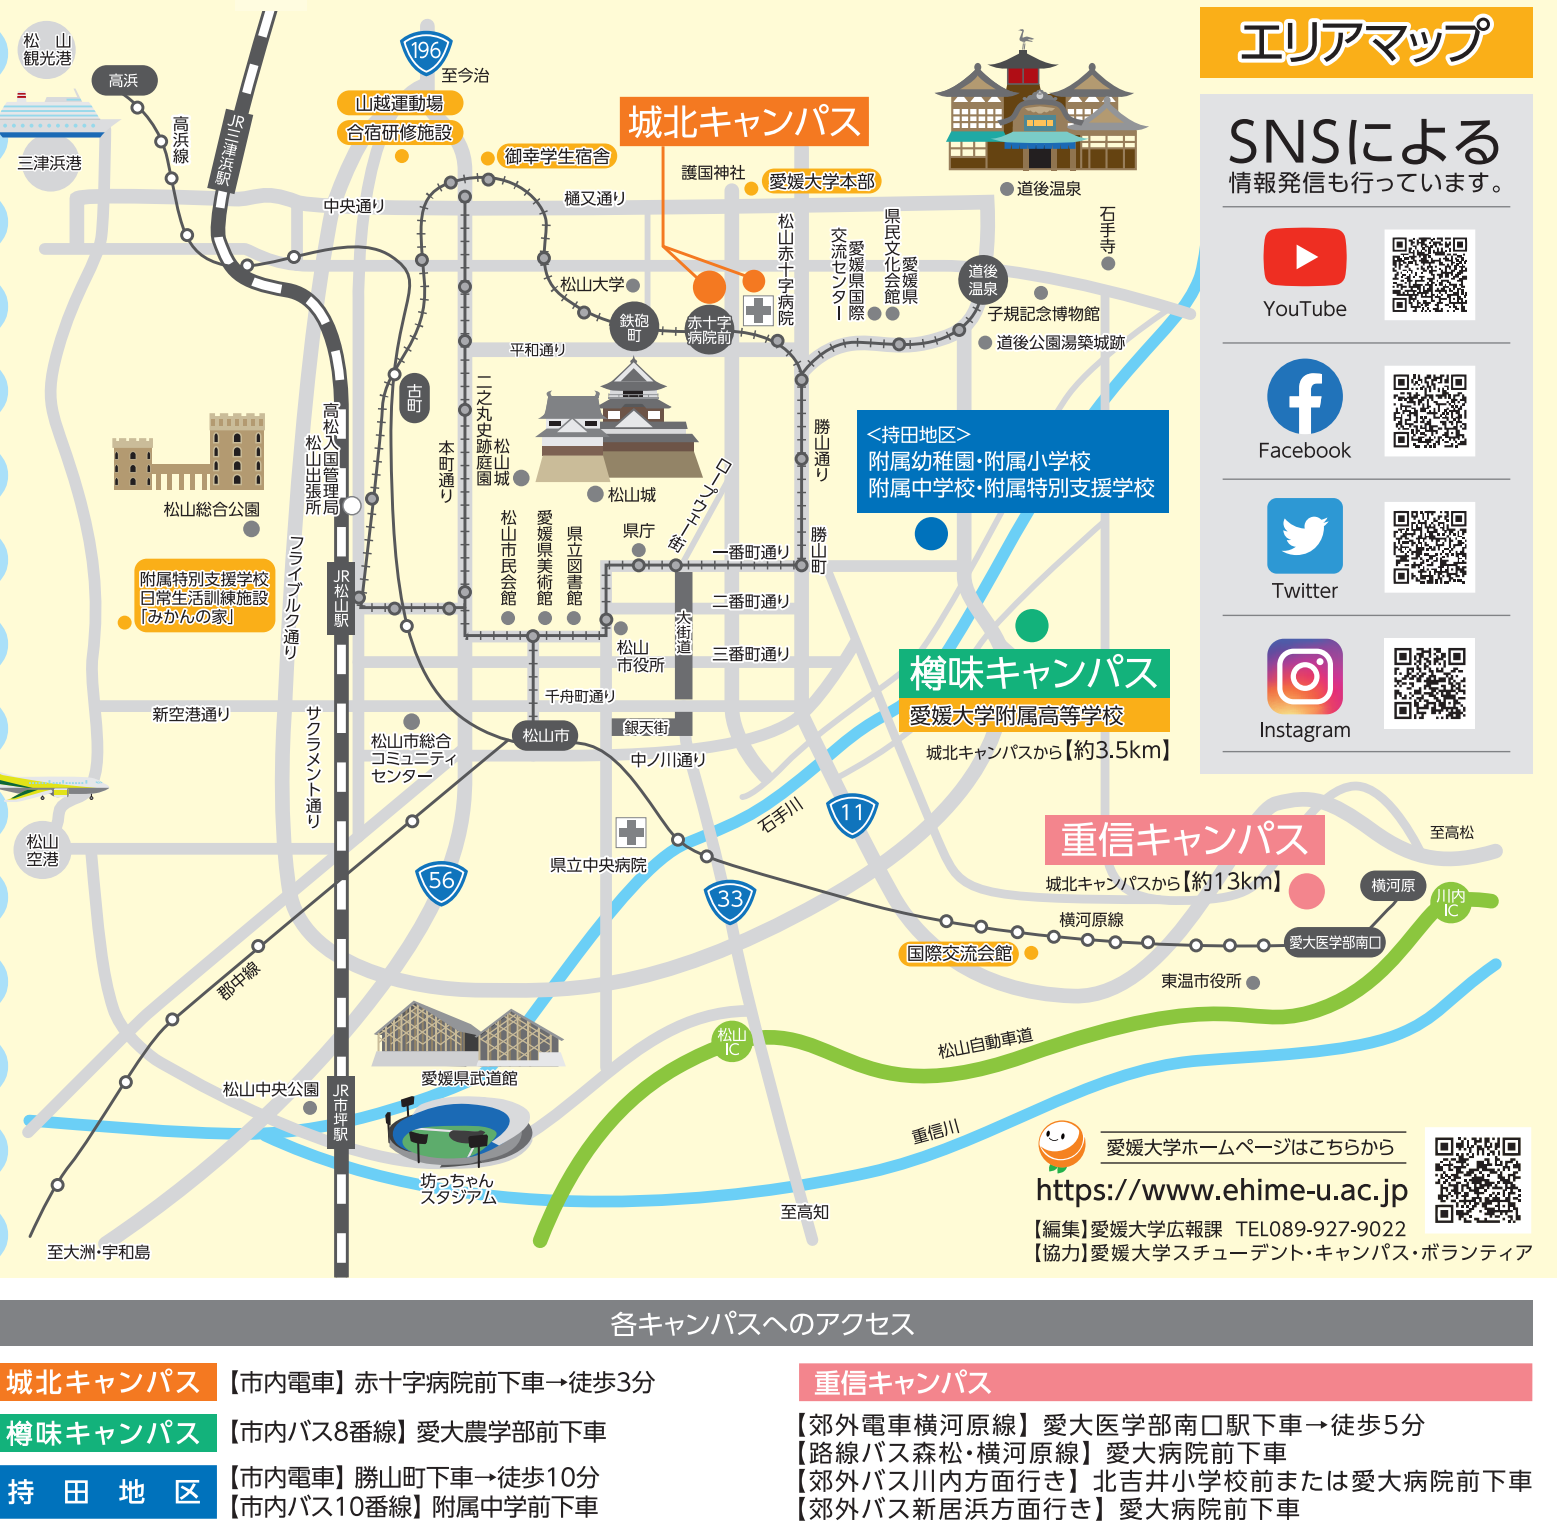 エリアマップ
SNSによる
情報発信も行っています。
YouTube
Facebook
Twitter
Instagram
松山
観光港
高浜
三津浜港
高浜線
JR三津浜駅
196
至今治
山越運動場
合宿研修施設
御幸学生宿舎
城北キャンパス
護国神社
愛媛大学本部
道後温泉
中央通り
樋又通り
松山赤十字病院
愛媛県国際
交流センター
愛媛県
県民文化会館
石手寺
道後
温泉
子規記念博物館
道後公園湯築城跡
松山大学
鉄砲
町
赤十字
病院前
平和通り
古町
高松入国管理局
松山出張所
本町通り
松山城
二之丸史跡庭園
松山城
ロープウェー街
勝山通り
<持田地区>
附属幼稚園・附属小学校
附属中学校・附属特別支援学校
松山総合公園
フライブルク通り
JR松山駅
附属特別支援学校
日常生活訓練施設
「みかんの家」
松山市民会館
愛媛県美術館
県立図書館
県庁
一番町通り
勝山町
二番町通り
大街道
松山
市役所
三番町通り
樽味キャンパス
愛媛大学附属高等学校
城北キャンパスから【約3.5km】
千舟町通り
新空港通り
サクラメント通り
松山市総合
コミュニティ
センター
松山市
銀天街
中ノ川通り
石手川
11
松山
空港
県立中央病院
56
33
重信キャンパス
城北キャンパスから【約13km】
至高松
横河原
川内
IC
横河原線
愛大医学部南口
国際交流会館
東温市役所
郡中線
松山
IC
松山自動車道
愛媛県武道館
松山中央公園
JR市坪駅
坊っちゃん
スタジアム
重信川
至高知
至大洲・宇和島
愛媛大学ホームページはこちらから
https://www.ehime-u.ac.jp
【編集】愛媛大学広報課 TEL089-927-9022
【協力】愛媛大学スチューデント・キャンパス・ボランティア
各キャンパスへのアクセス
城北キャンパス 【市内電車】 赤十字病院前下車→徒歩3分
樽味キャンパス 【市内バス8番線】 愛大農学部前下車
持田地区 【市内電車】 勝山町下車→徒歩10分
【市内バス10番線】 附属中学前下車
重信キャンパス
【郊外電車横河原線】 愛大医学部南口駅下車→徒歩5分
【路線バス森松・横河原線】 愛大病院前下車
【郊外バス川内方面行き】 北吉井小学校前または愛大病院前下車
【郊外バス新居浜方面行き】 愛大病院前下車